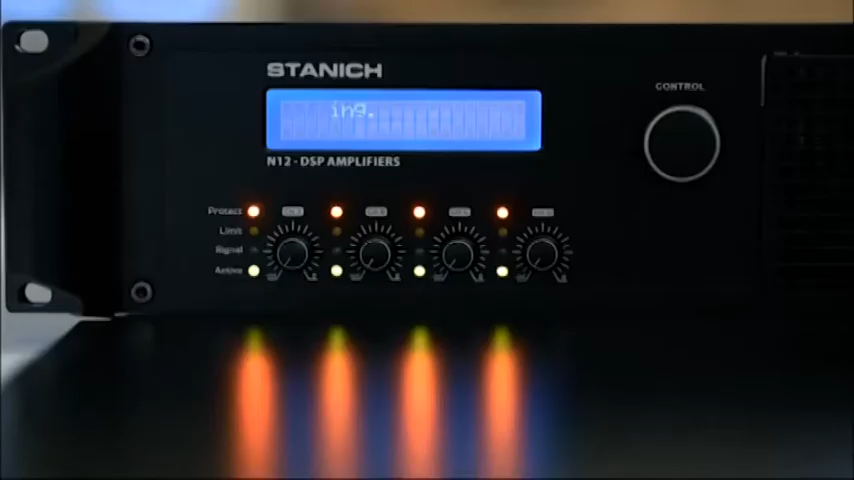 STANICH
CONTROL
ing.
N12 - DSP AMPLIFIERS
Protect
Limit
Signal
Active